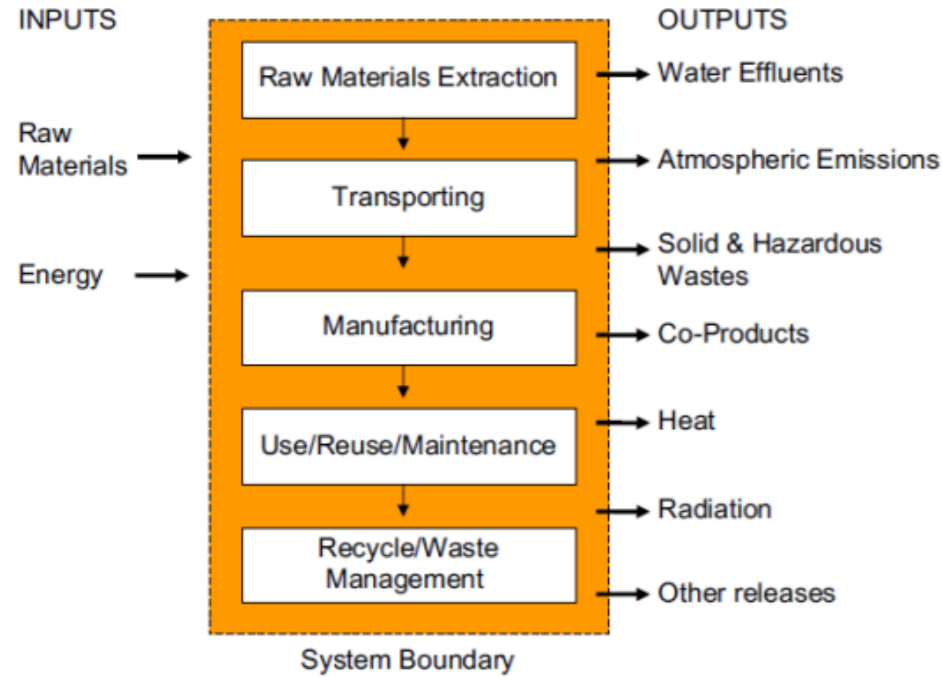 INPUTS
OUTPUTS
Raw Materials Extraction
Water Effluents
Raw
Materials
Atmospheric Emissions
Transporting
Solid & Hazardous
Wastes
Energy
Manufacturing
Co-Products
Use/Reuse/Maintenance
Heat
Radiation
Recycle/Waste
Management
Other releases
System Boundary